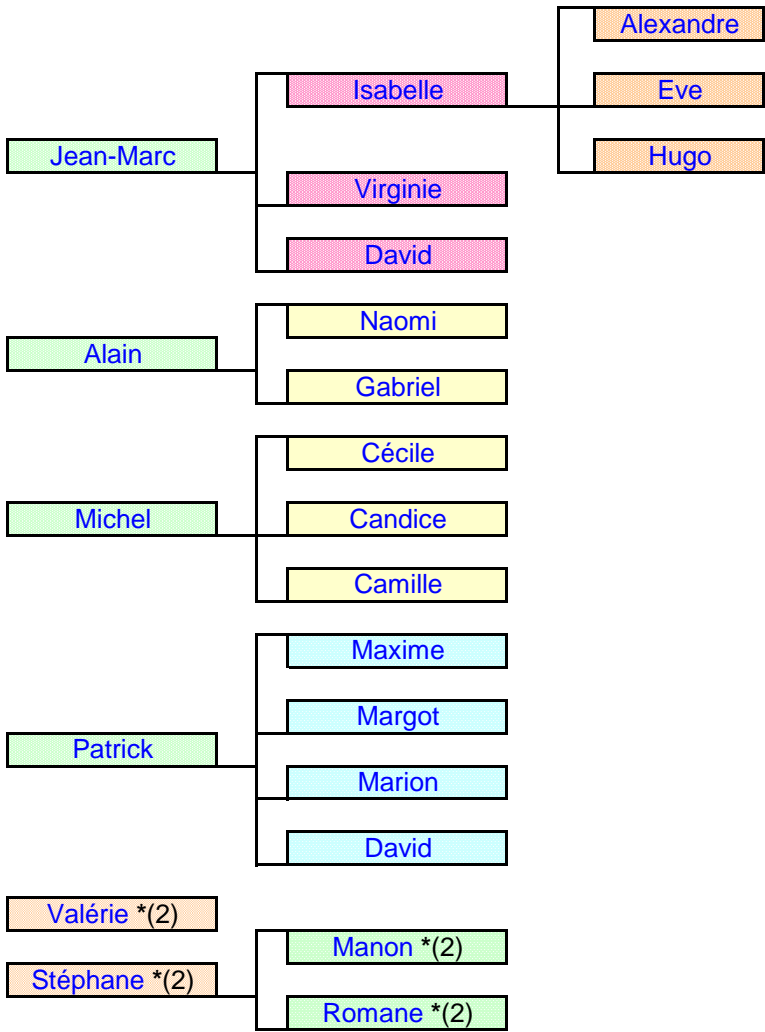 Alexandre
Isabelle
Eve
Jean-Marc
Hugo
Virginie
David
Naomi
Alain
Gabriel
Cécile
Michel
Candice
Camille
Maxime
Margot
Patrick
Marion
David
Valérie *(2)
Manon *(2)
Stéphane *(2)
Romane *(2)